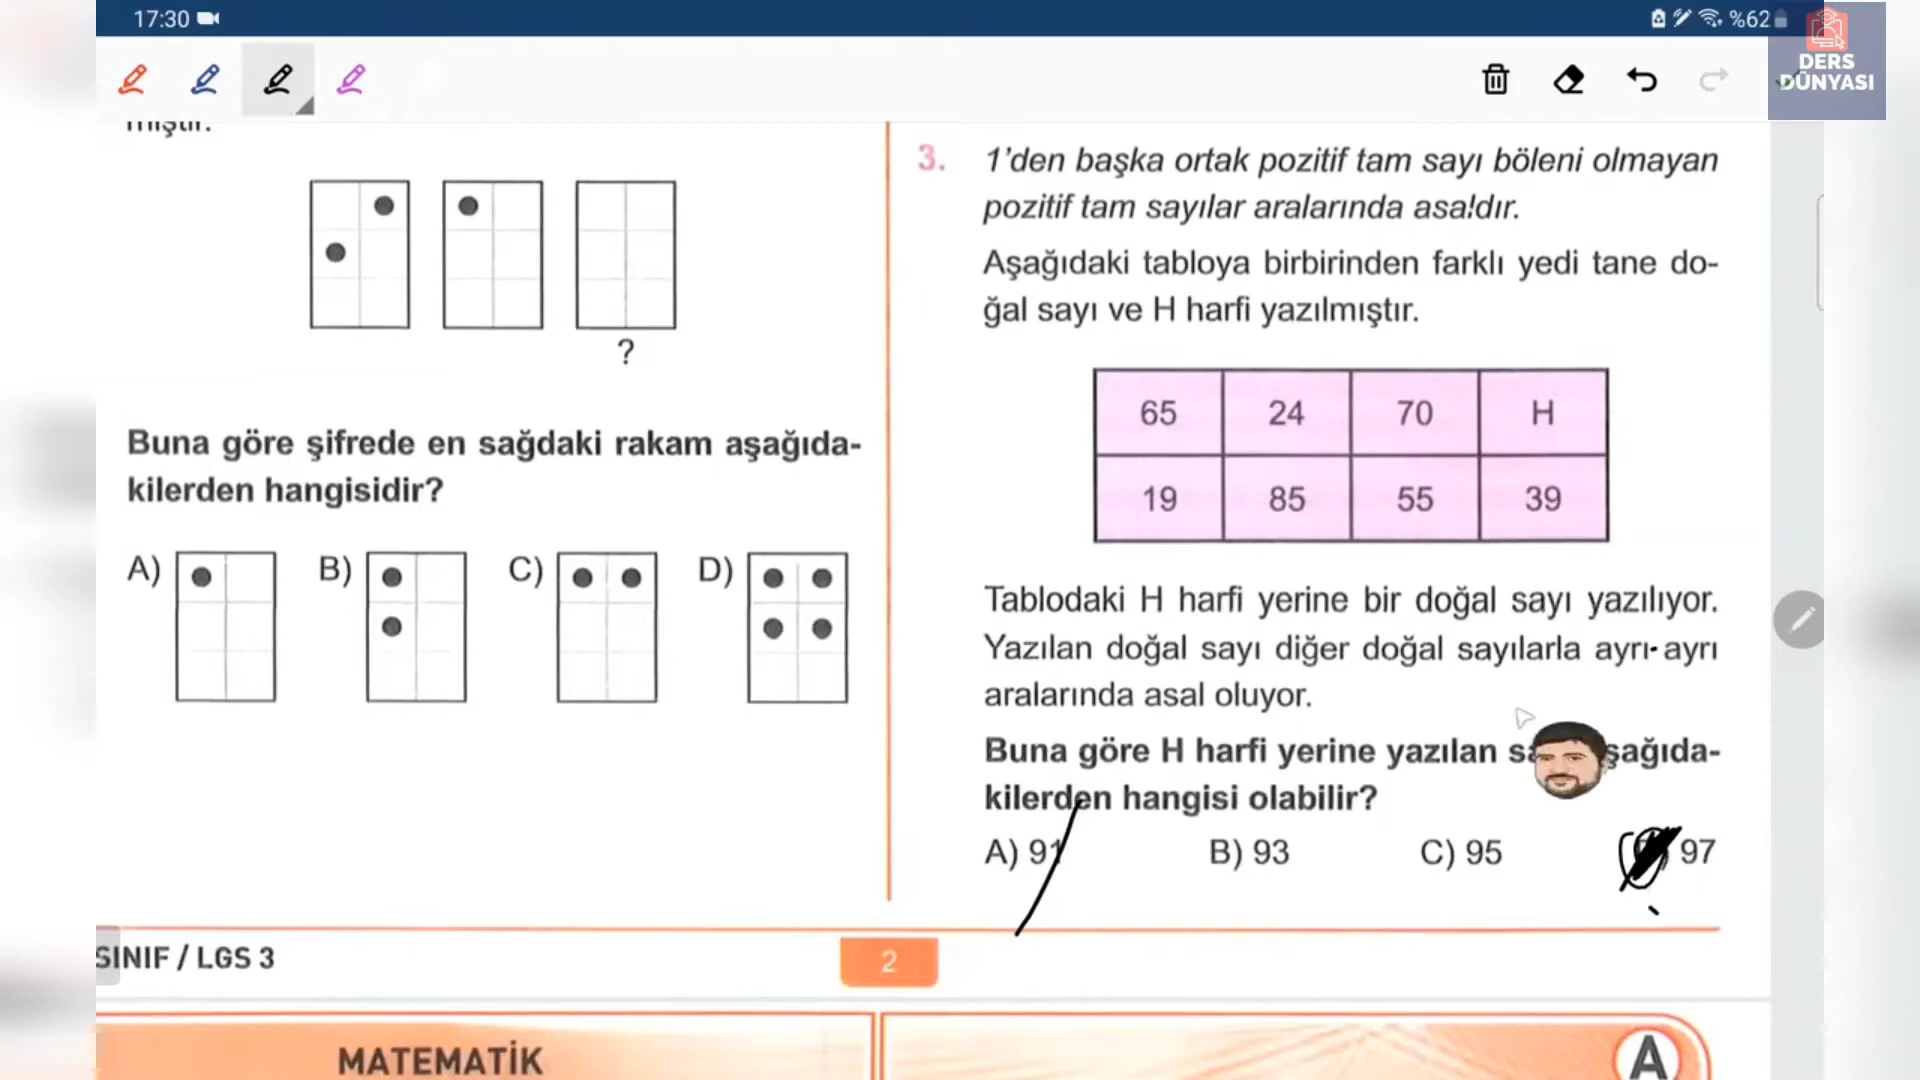 17:30
%62
DERS
DÜNYASI
?
Buna göre şifrede en sağdaki rakam aşağıda-
kilerden hangisidir?
A)
B)
C)
D)
3.
1'den başka ortak pozitif tam sayı böleni olmayan
pozitif tam sayılar aralarında asaldır.
Aşağıdaki tabloya birbirinden farklı yedi tane do-
ğal sayı ve H harfi yazılmıştır.
65 24 70 H
19 85 55 39
Tablodaki H harfi yerine bir doğal sayı yazılıyor.
Yazılan doğal sayı diğer doğal sayılarla ayrı ayrı
aralarında asal oluyor.
Buna göre H harfi yerine yazılan
kilerden hangisi olabilir?
A) 91 B) 93 C) 95 97
SINIF / LGS 3
2
MATEMATİK
A